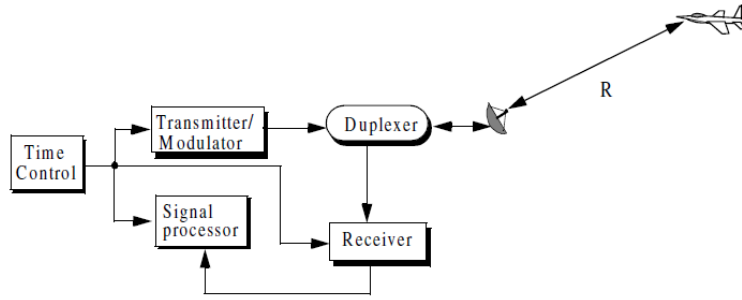 R
Transmitter/
Modulator
Duplexer
Time
Control
Signal
processor
Receiver